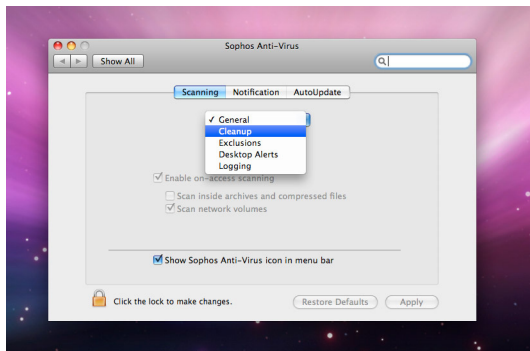 Sophos Anti-Virus
Show All
Scanning Notification AutoUpdate
✓ General
Cleanup
Exclusions
Desktop Alerts
Logging
Enable on-access scanning
Scan inside archives and compressed files
Scan network volumes
Show Sophos Anti-Virus icon in menu bar
Click the lock to make changes. Restore Defaults Apply